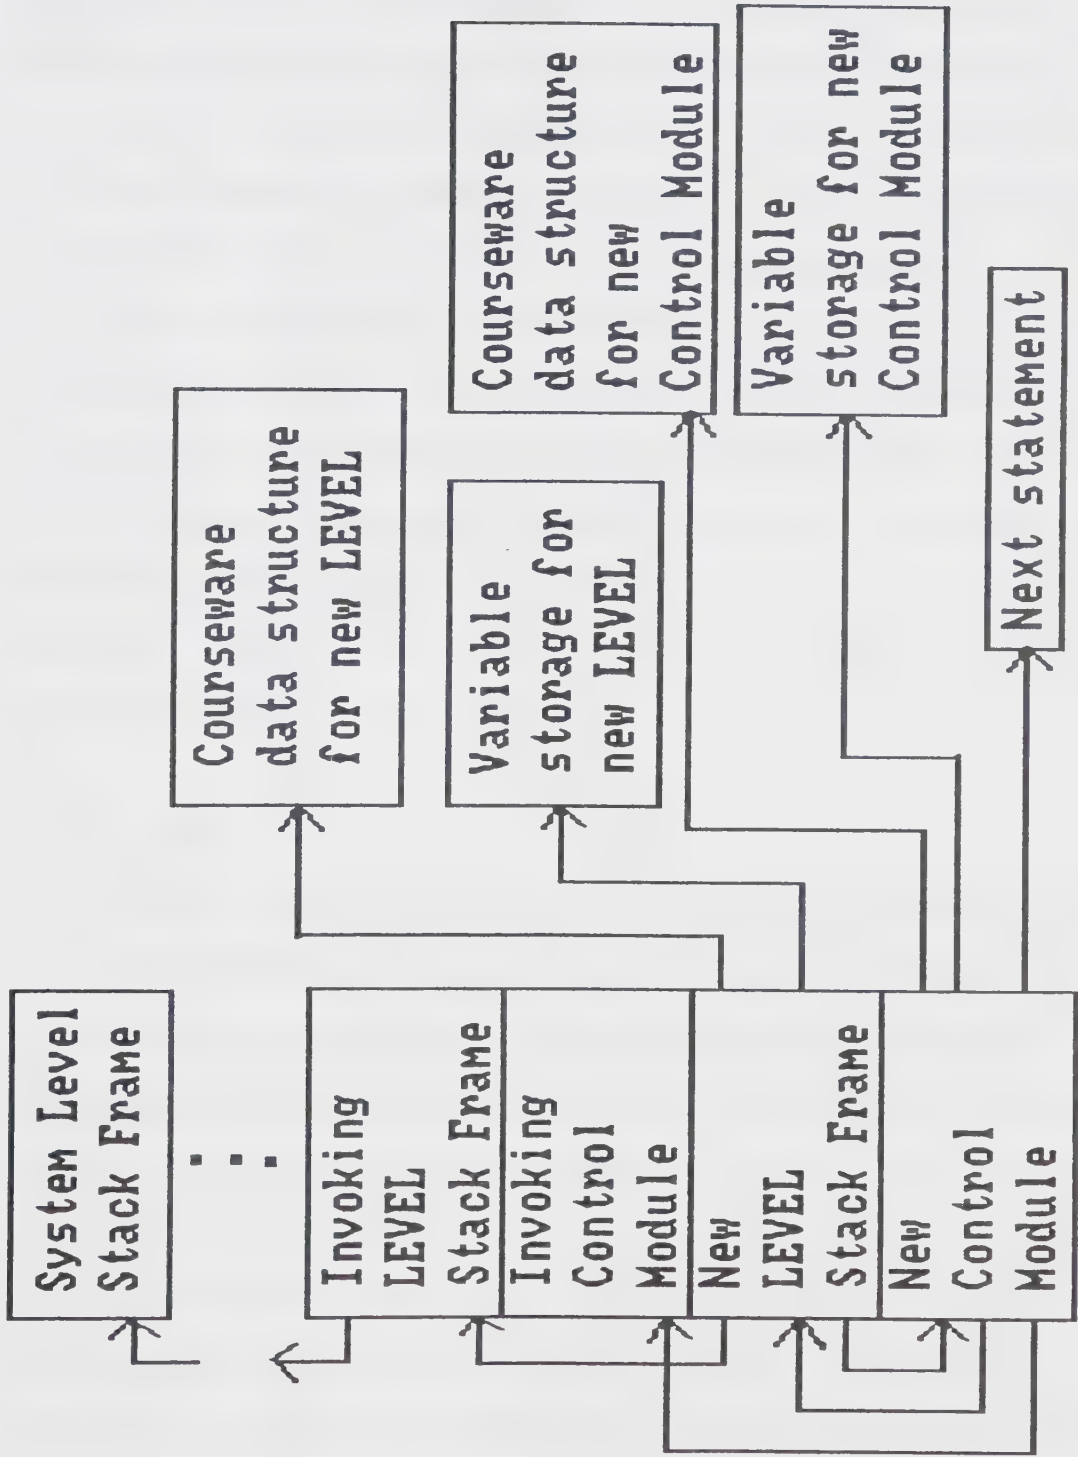 System Level
Stack Frame
Invoking
LEVEL
Stack Frame
Invoking
Control
Module
New
LEVEL
Stack Frame
New
Control
Module
Courseware
data structure
for new LEVEL
Variable
storage for
new LEVEL
Courseware
data structure
for new
Control Module
Variable
storage for new
Control Module
Next statement